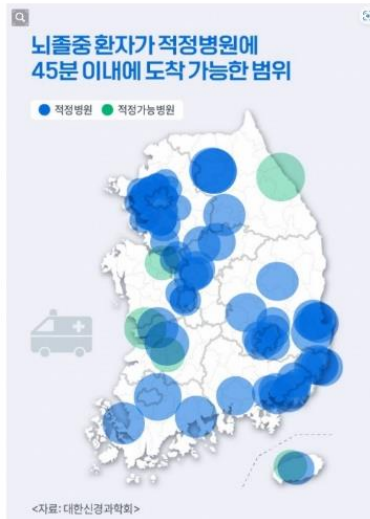 뇌졸중 환자가 적정병원에
45분 이내에 도착 가능한 범위
적정병원 적정가능병원
<자료: 대한신경과학회>